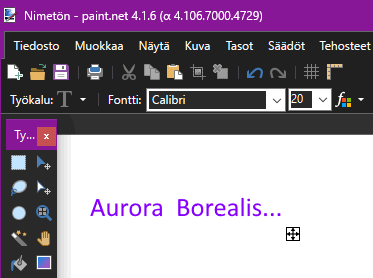 Nimetön - paint.net 4.1.6 (α 4.106.7000.4729)
Tiedosto Muokkaa Näytä Kuva Tasot Säädöt Tehosteet
Työkalu: T Fontti: Calibri 20 fx
Ty... x
Aurora Borealis...